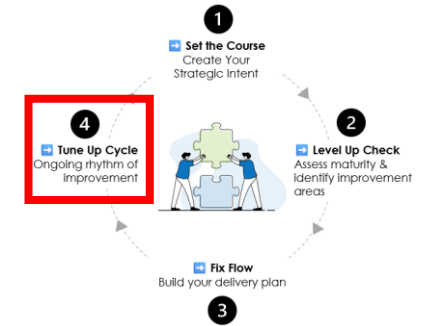 1
➡ Set the Course
Create Your
Strategic Intent
2
➡ Level Up Check
Assess maturity &
identify improvement
areas
➡ Fix Flow
Build your delivery plan
3
4
➡ Tune Up Cycle
Ongoing rhythm of
improvement